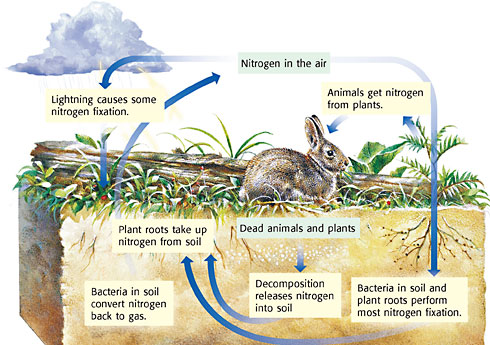 Nitrogen in the air
Lightning causes some
nitrogen fixation.
Animals get nitrogen
from plants.
Plant roots take up
nitrogen from soil
Dead animals and plants
Bacteria in soil
convert nitrogen
back to gas.
Decomposition
releases nitrogen
into soil
Bacteria in soil and
plant roots perform
most nitrogen fixation.